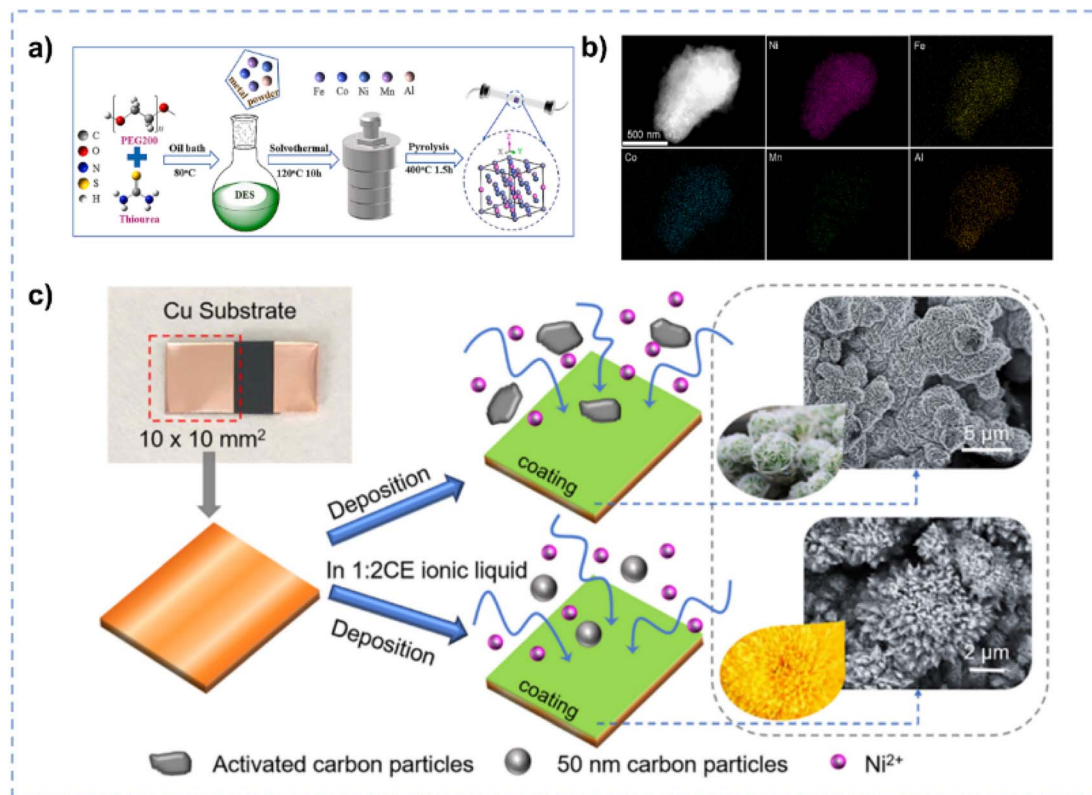 a)
metal
powder
Fe Co Ni Mn Al
C
O
N
S
H
n
PEG200
Thiourea
Oil bath
80°C
DES
Solvothermal
120°C 10h
Pyrolysis
400°C 1.5h
Z
X
Y
b)
500 nm
Ni
Fe
Co
Mn
Al
c)
Cu Substrate
10 x 10 mm²
Deposition
In 1:2CE ionic liquid
Deposition
coating
coating
5 µm
2 µm
Activated carbon particles
50 nm carbon particles
Ni²⁺